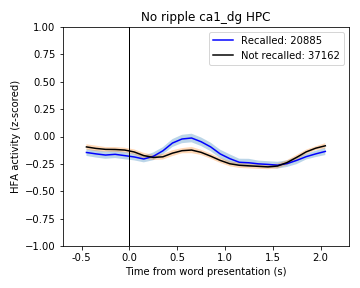 No ripple ca1_dg HPC
Recalled: 20885
Not recalled: 37162
HFA activity (z-scored)
1.00
0.75
0.50
0.25
0.00
−0.25
−0.50
−0.75
−1.00
−0.5 0.0 0.5 1.0 1.5 2.0
Time from word presentation (s)